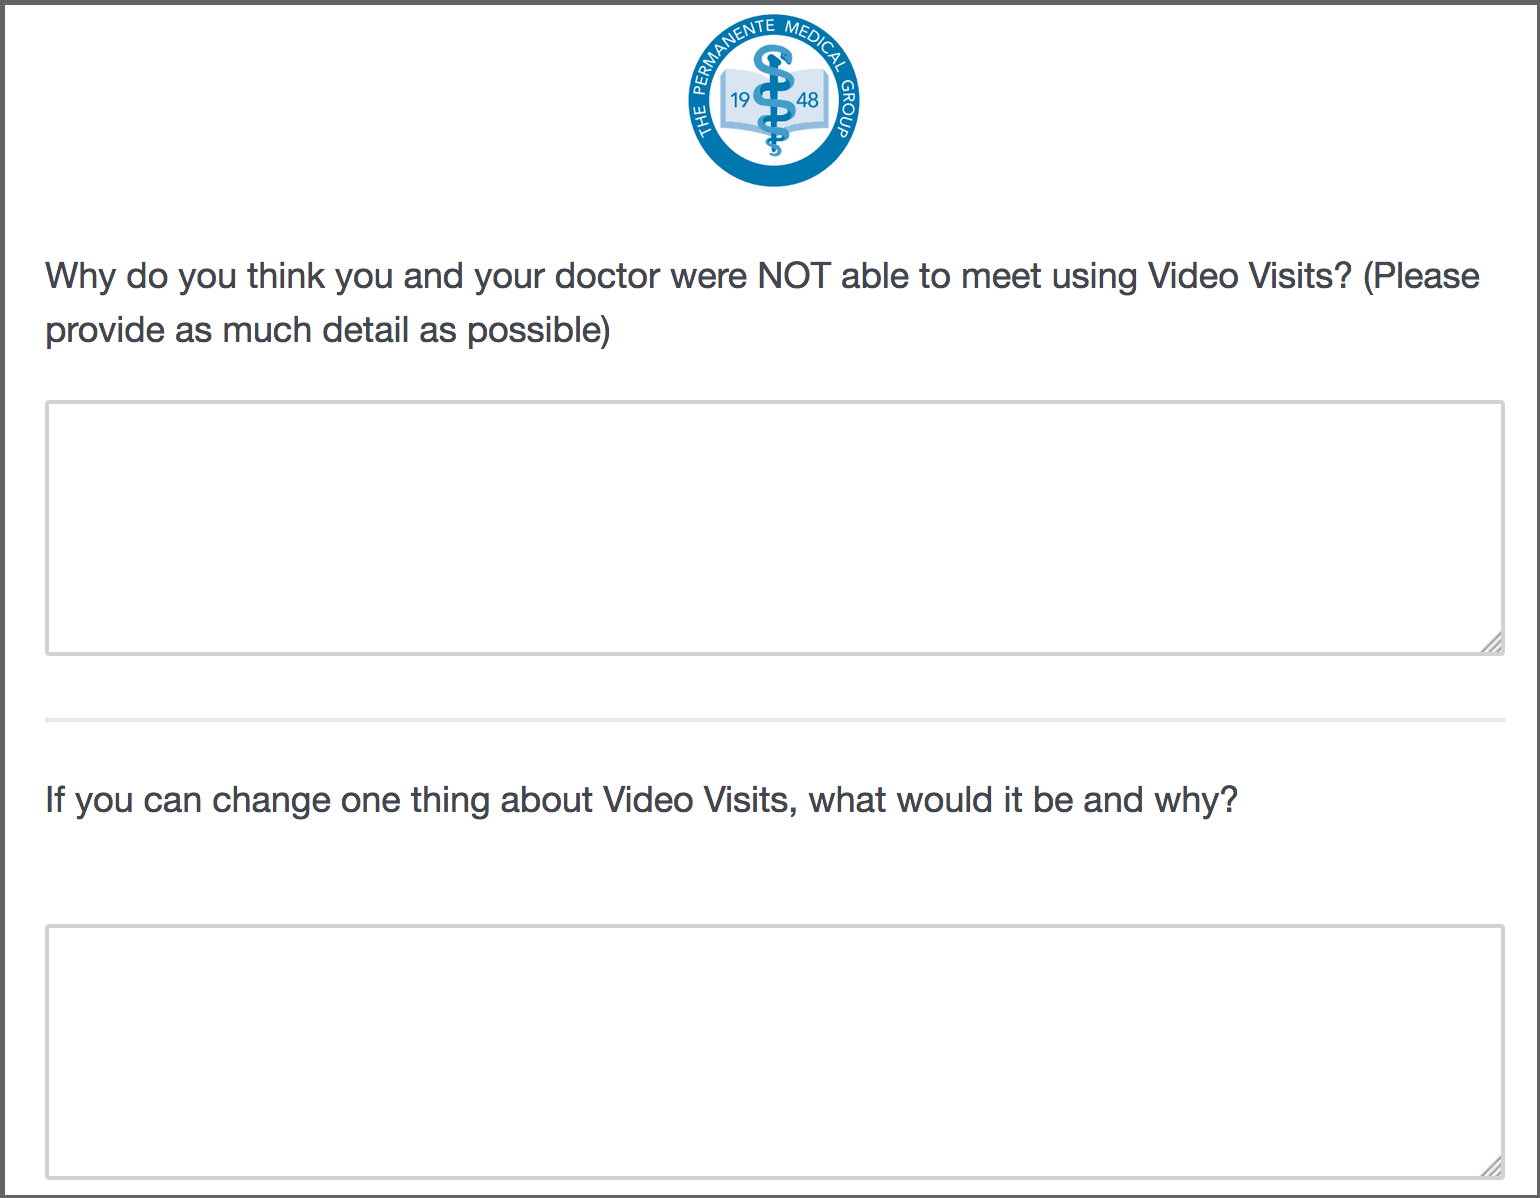 THE PERMANENTE MEDICAL GROUP
19 48
Why do you think you and your doctor were NOT able to meet using Video Visits? (Please
provide as much detail as possible)
If you can change one thing about Video Visits, what would it be and why?